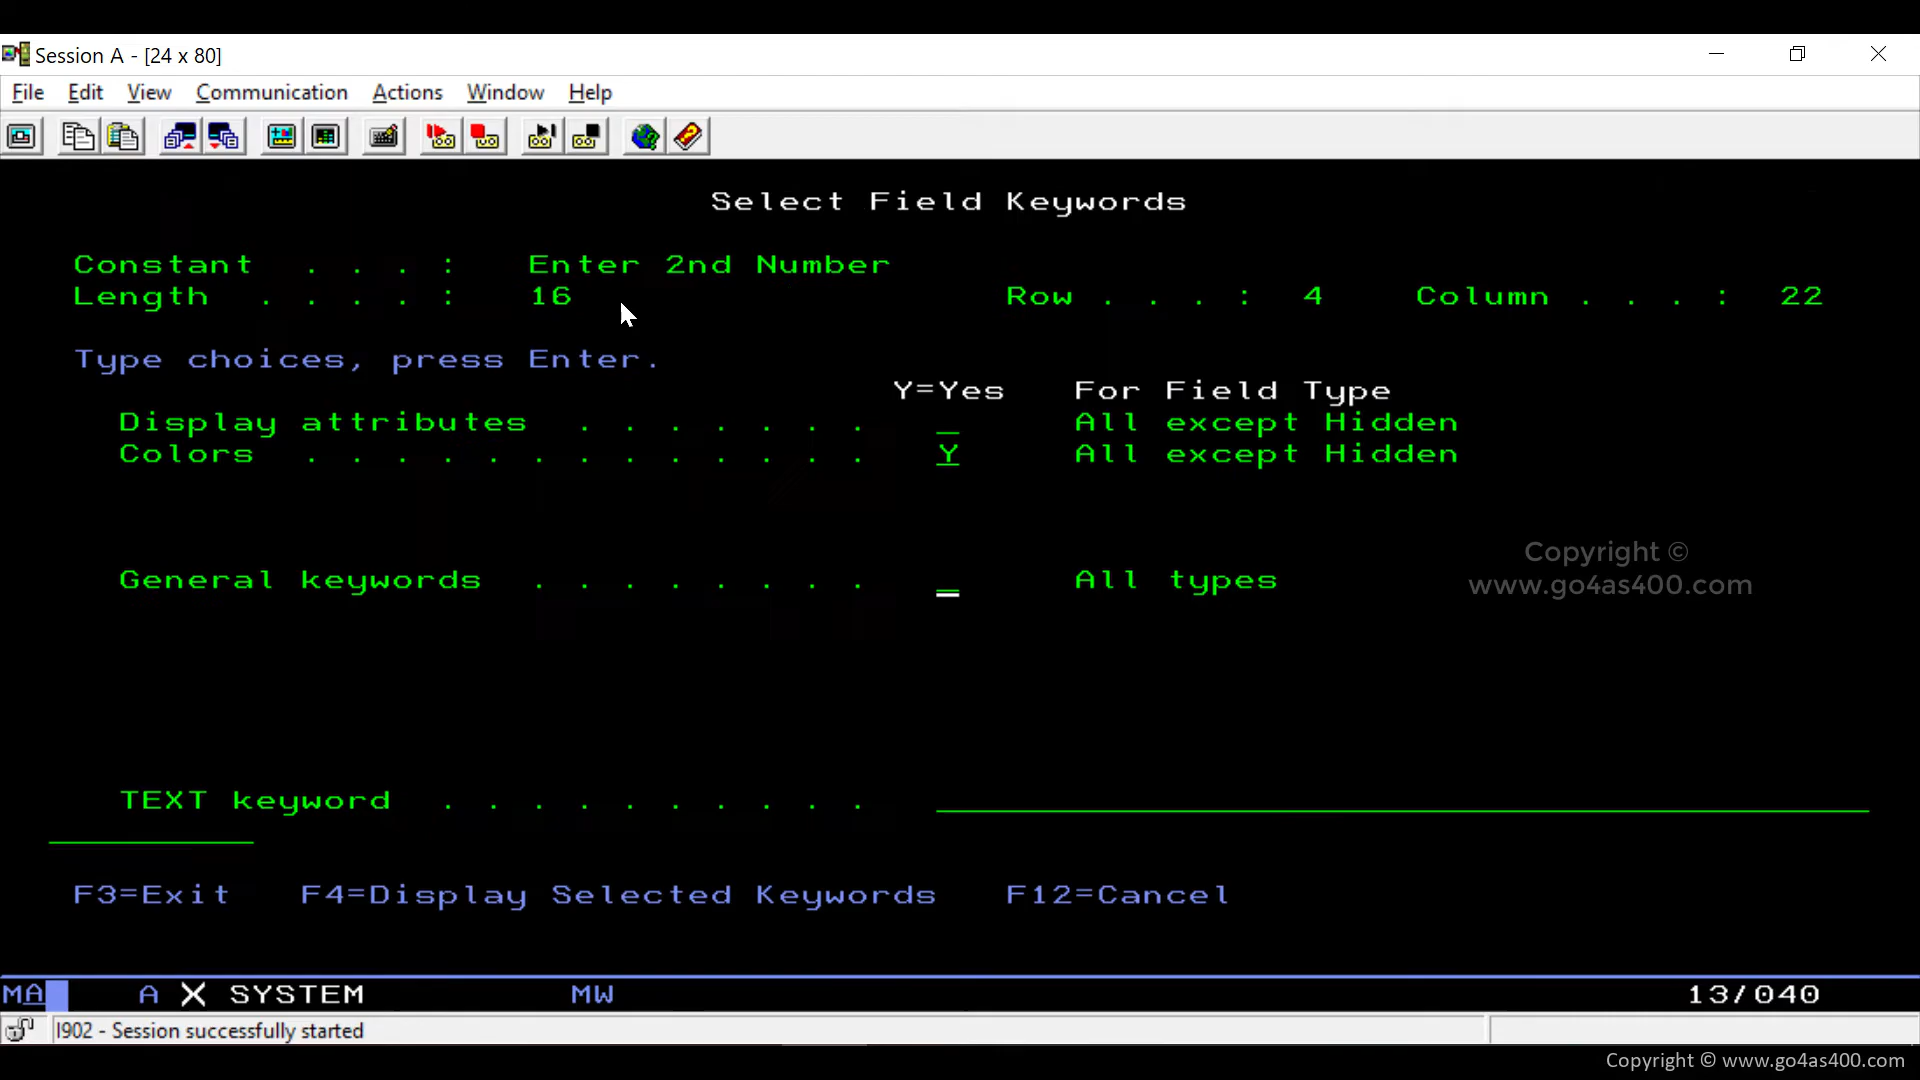 Session A - [24 x 80]
File Edit View Communication Actions Window Help
Select Field Keywords
Constant . . . : Enter 2nd Number
Length . . . . : 16 Row . . . : 4 Column . . . : 22
Type choices, press Enter.
Y=Yes For Field Type
Display attributes . . . . . . . _ All except Hidden
Colors . . . . . . . . . . . . . Y All except Hidden
Copyright ©
General keywords . . . . . . . . _ All types
www.go4as400.com
TEXT keyword . . . . . . . . . .
F3=Exit F4=Display Selected Keywords F12=Cancel
MA A X SYSTEM MW 13/040
I902 - Session successfully started
Copyright © www.go4as400.com